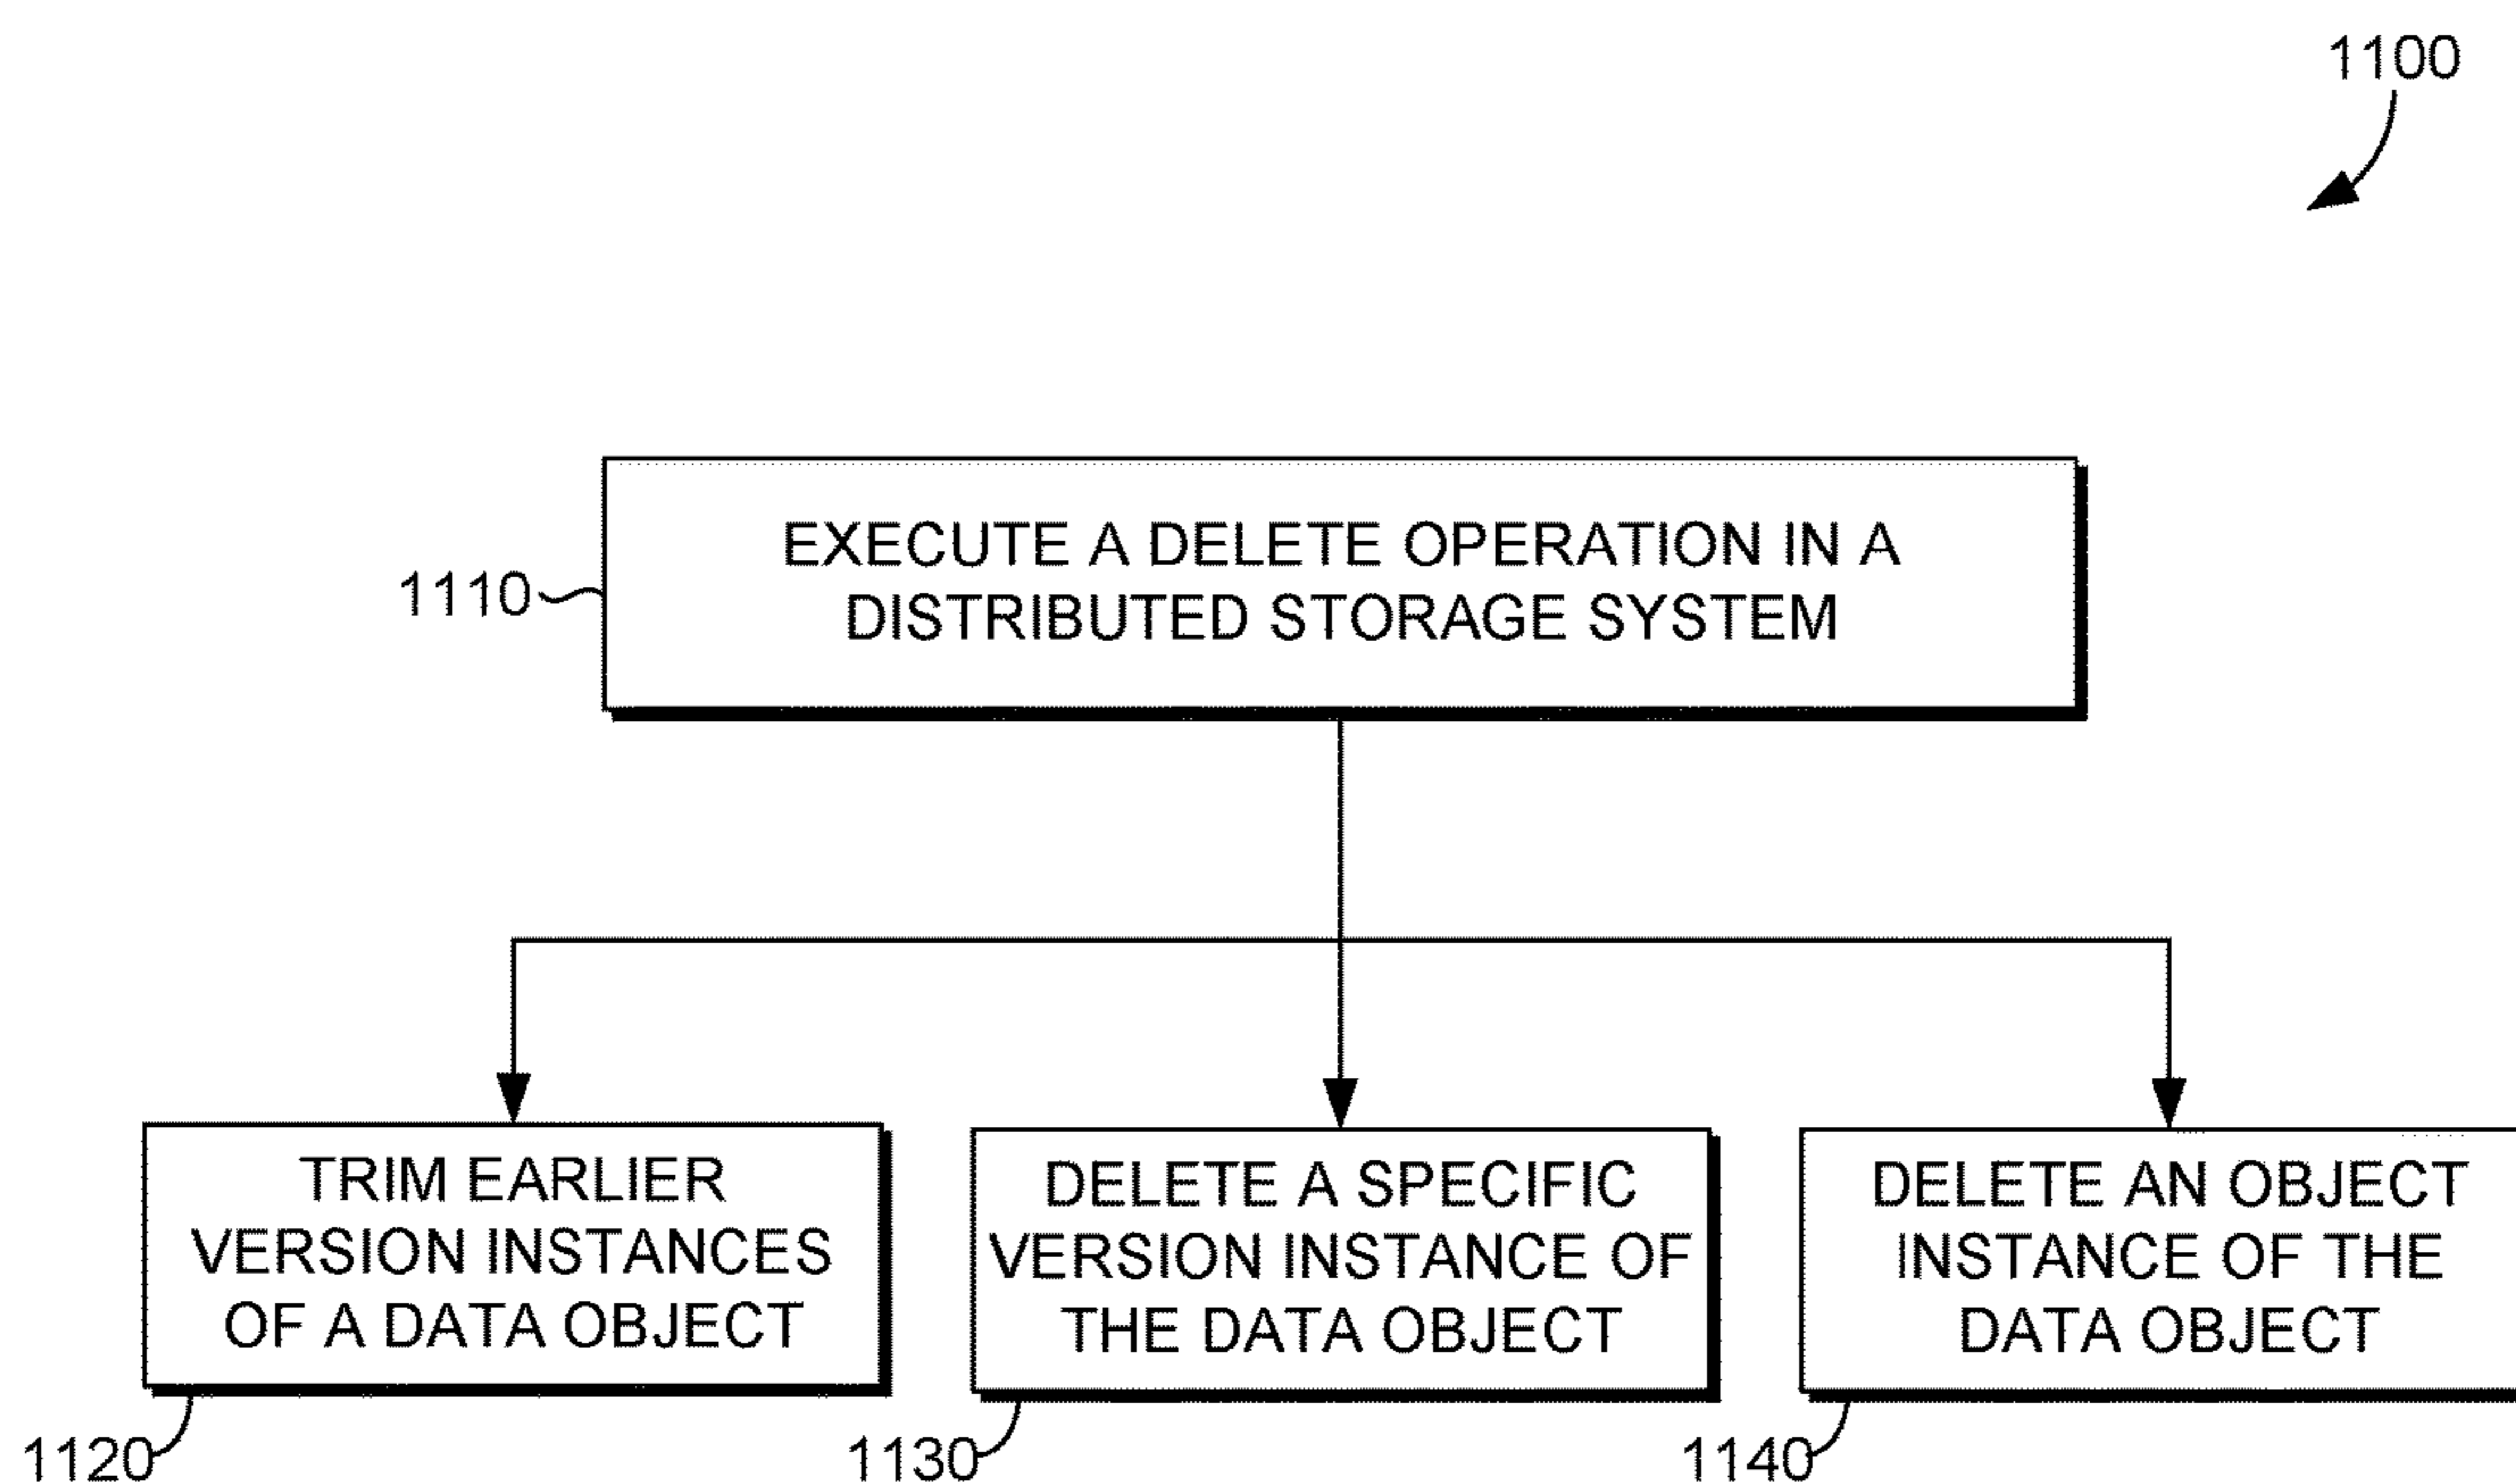 1100
EXECUTE A DELETE OPERATION IN A
DISTRIBUTED STORAGE SYSTEM
1110
TRIM EARLIER
VERSION INSTANCES
OF A DATA OBJECT
1120
DELETE A SPECIFIC
VERSION INSTANCE OF
THE DATA OBJECT
1130
DELETE AN OBJECT
INSTANCE OF THE
DATA OBJECT
1140